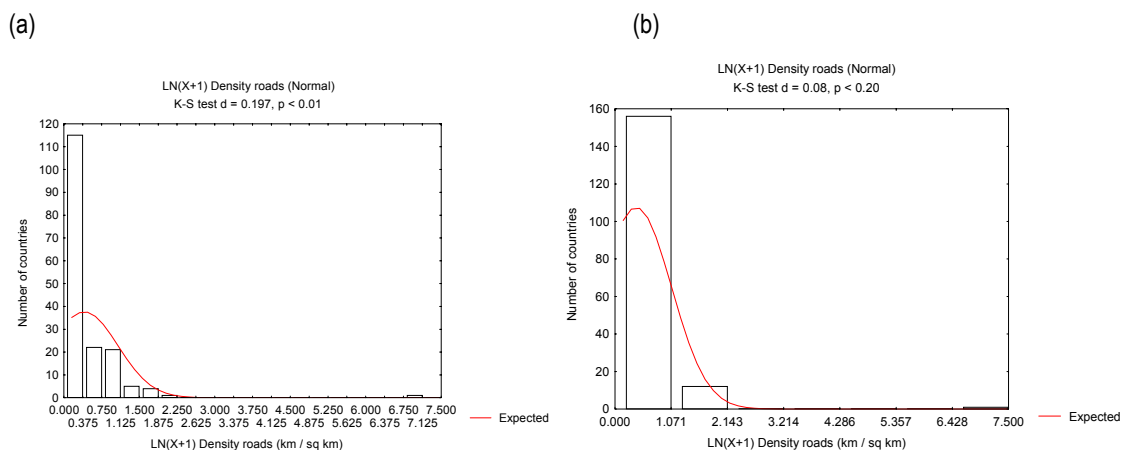 (a)
LN(X+1) Density roads (Normal)
K-S test d = 0.197, p < 0.01
120
110
100
90
80
70
60
50
40
30
20
10
0
Number of countries
0.000 0.750 1.500 2.250 3.000 3.750 4.500 5.250 6.000 6.750 7.500
0.375 1.125 1.875 2.625 3.375 4.125 4.875 5.625 6.375 7.125
LN(X+1) Density roads (km / sq km)
Expected
(b)
LN(X+1) Density roads (Normal)
K-S test d = 0.08, p < 0.20
160
140
120
100
80
60
40
20
0
Number of countries
0.000 1.071 2.143 3.214 4.286 5.357 6.428 7.500
LN(X+1) Density roads (km / sq km)
Expected